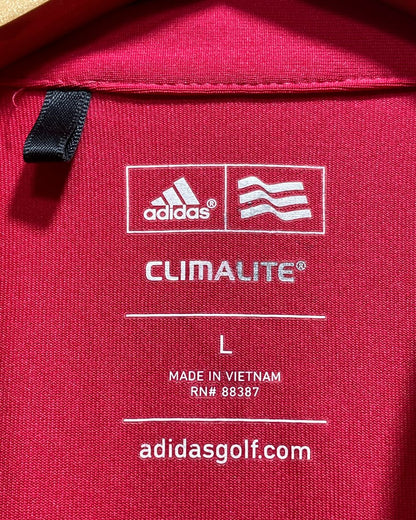 adidas®
CLIMALITE®
L
MADE IN VIETNAM
RN# 88387
adidasgolf.com